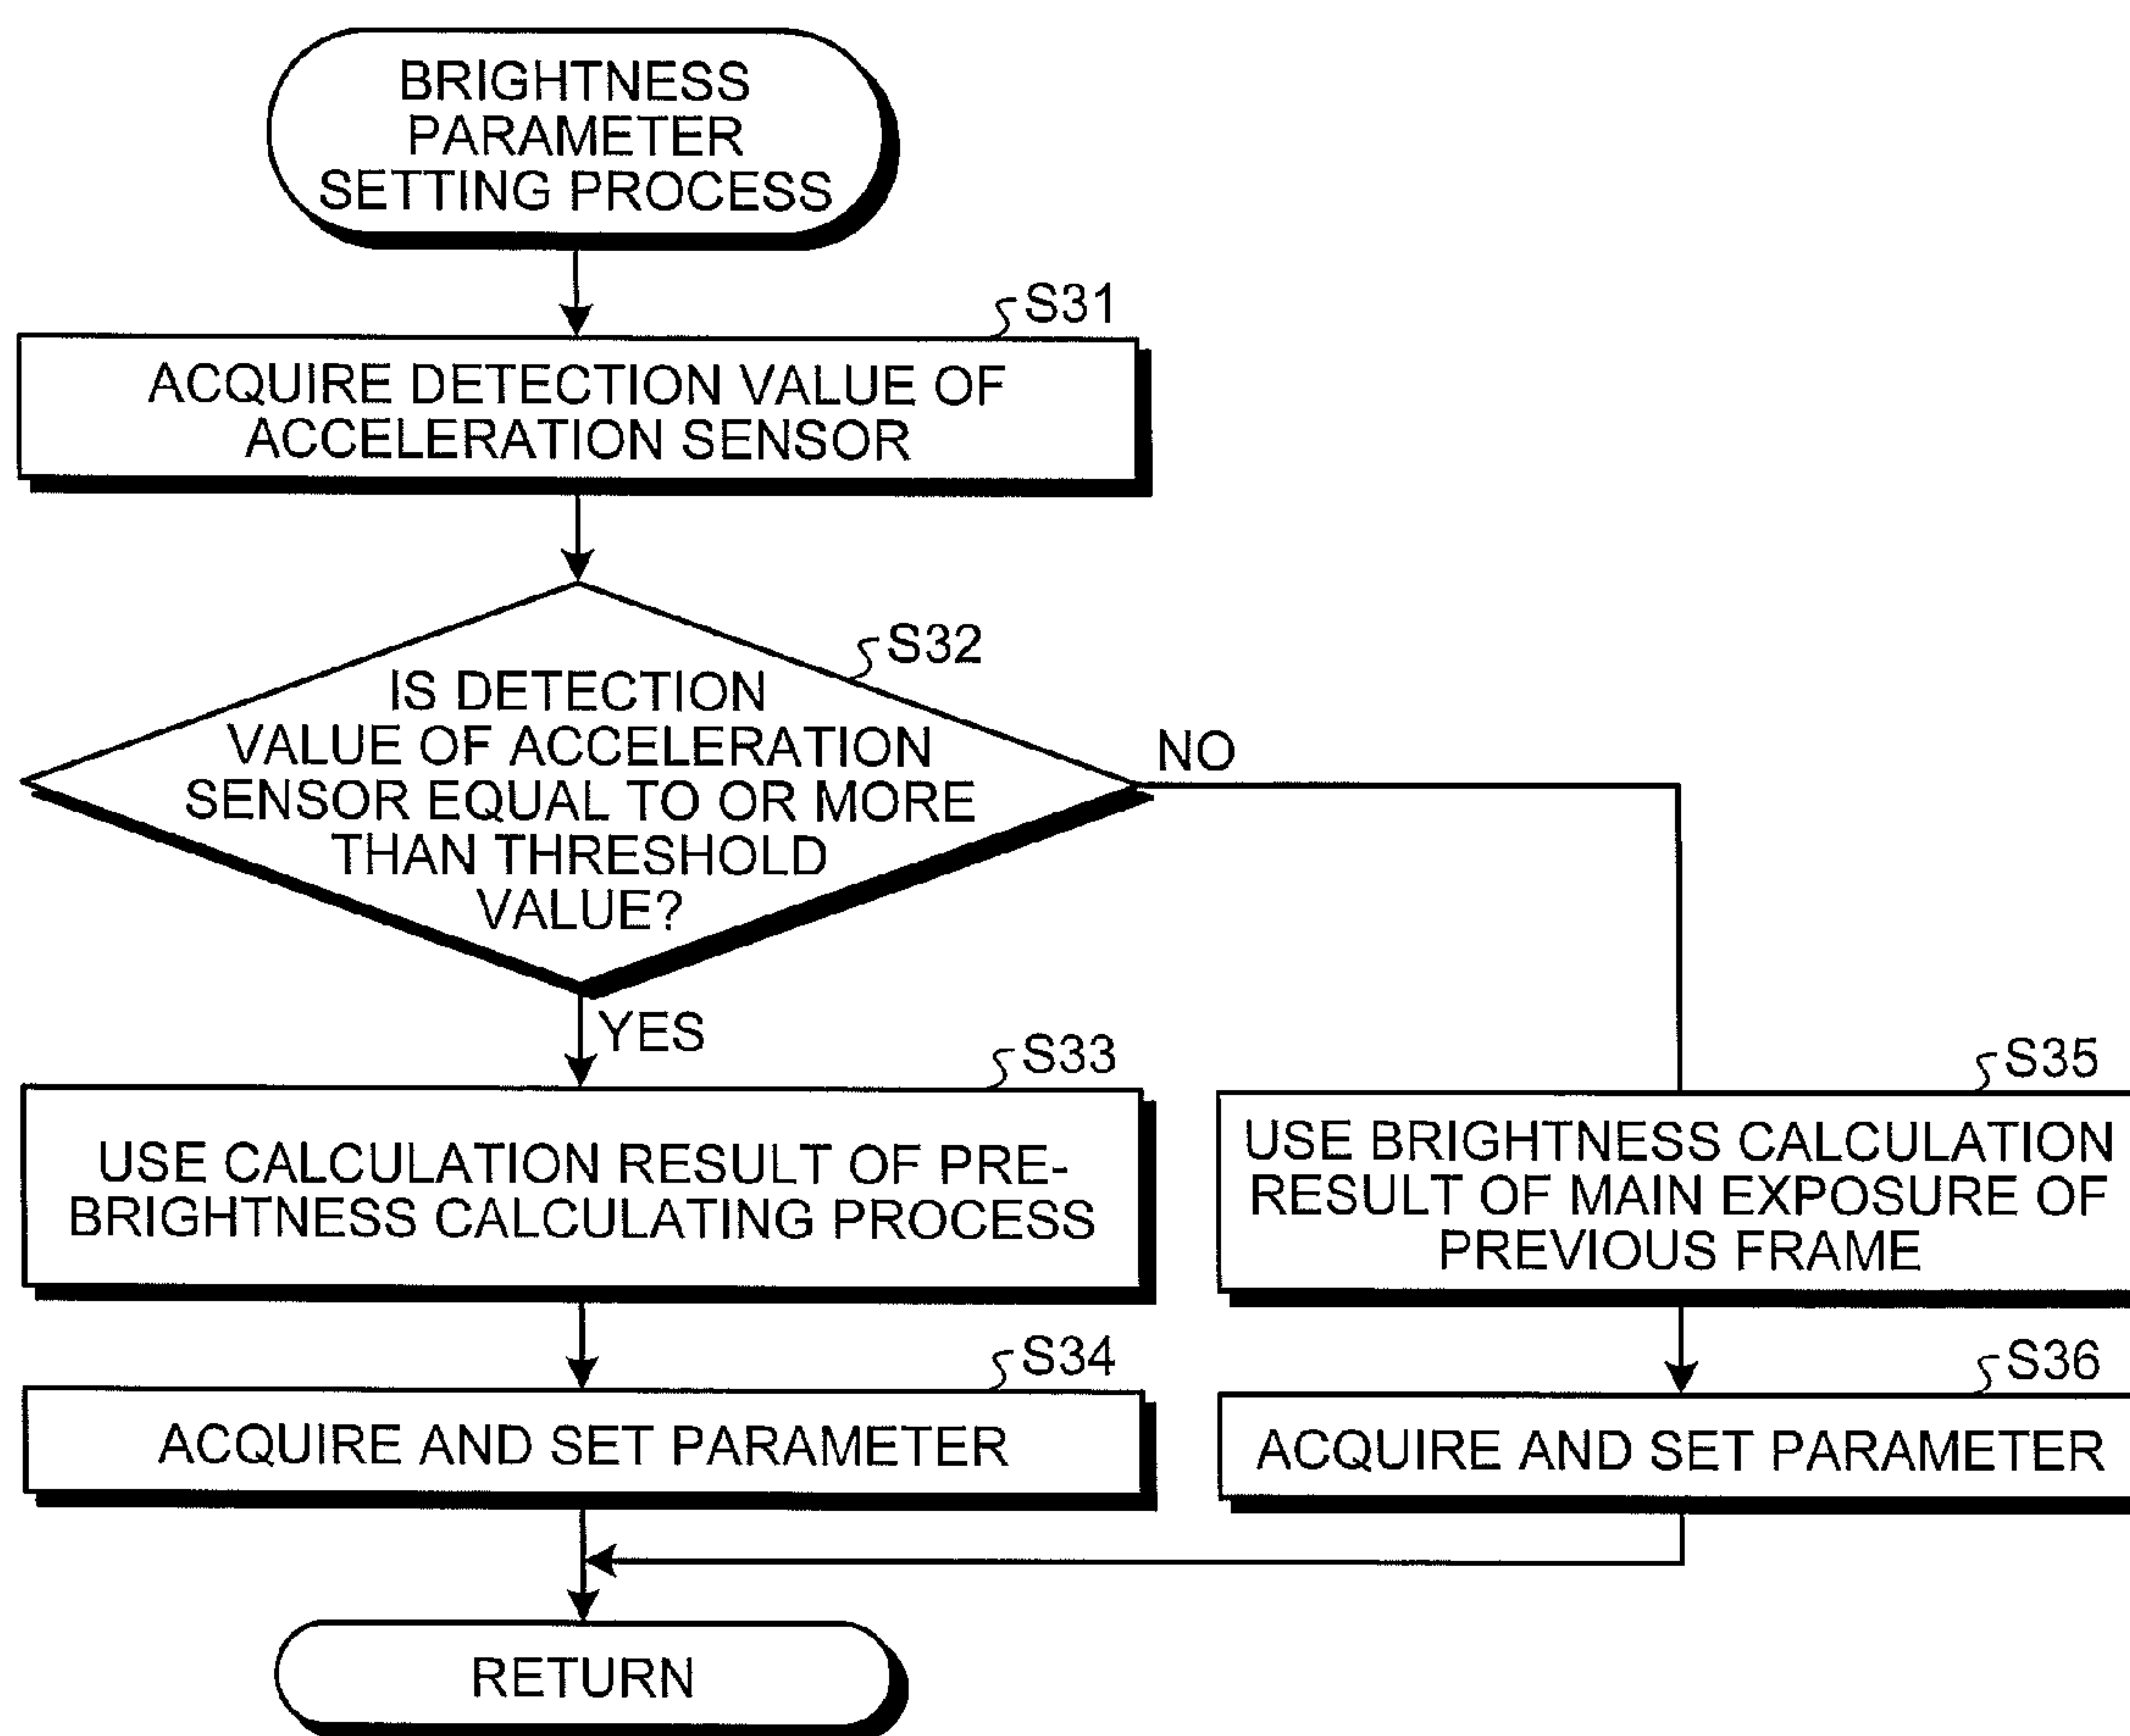 BRIGHTNESS
PARAMETER
SETTING PROCESS
S31
ACQUIRE DETECTION VALUE OF
ACCELERATION SENSOR
S32
IS DETECTION
VALUE OF ACCELERATION
SENSOR EQUAL TO OR MORE
THAN THRESHOLD
VALUE?
NO
YES
S33
USE CALCULATION RESULT OF PRE-
BRIGHTNESS CALCULATING PROCESS
S35
USE BRIGHTNESS CALCULATION
RESULT OF MAIN EXPOSURE OF
PREVIOUS FRAME
S34
ACQUIRE AND SET PARAMETER
S36
ACQUIRE AND SET PARAMETER
RETURN